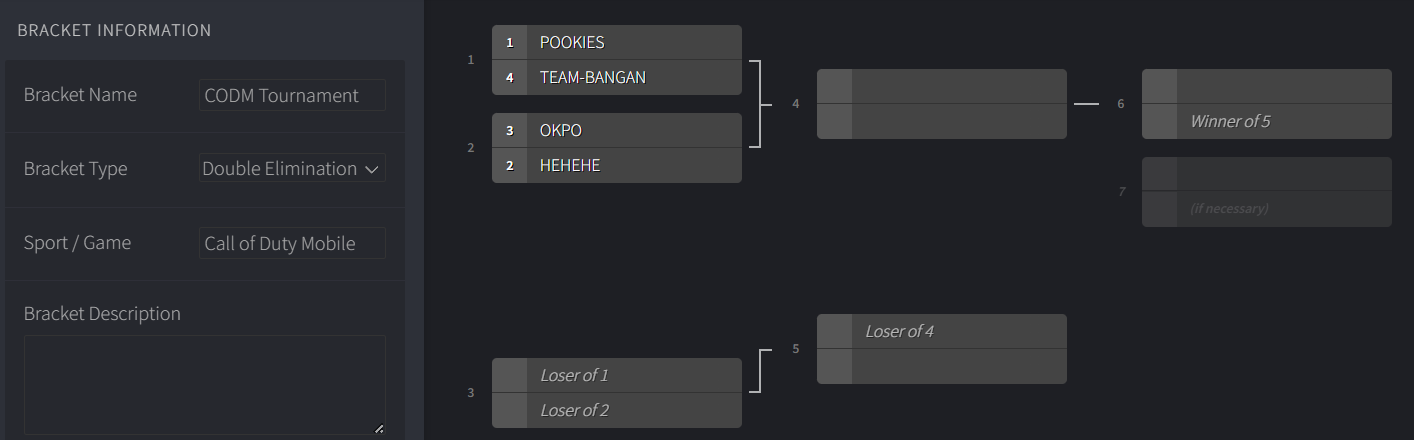 BRACKET INFORMATION
Bracket Name
CODM Tournament
Bracket Type
Double Elimination
Sport / Game
Call of Duty Mobile
Bracket Description
1
1 POOKIES
4 TEAM-BANGAN
2
3 OKPO
2 HEHEHE
4
6
Winner of 5
7
(if necessary)
3
Loser of 1
Loser of 2
5
Loser of 4